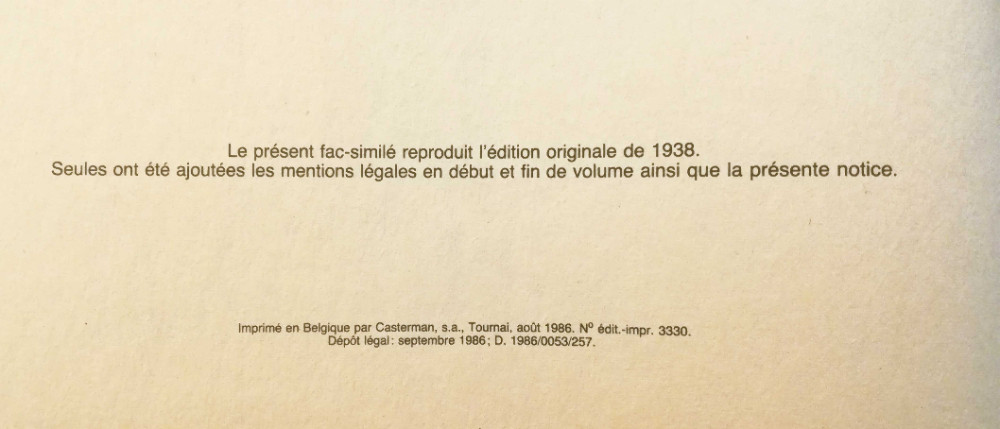 Le présent fac-similé reproduit l'édition originale de 1938.
Seules ont été ajoutées les mentions légales en début et fin de volume ainsi que la présente notice.
Imprimé en Belgique par Casterman, s.a., Tournai, août 1986. Nº édit.-impr. 3330.
Dépôt légal: septembre 1986; D. 1986/0053/257.